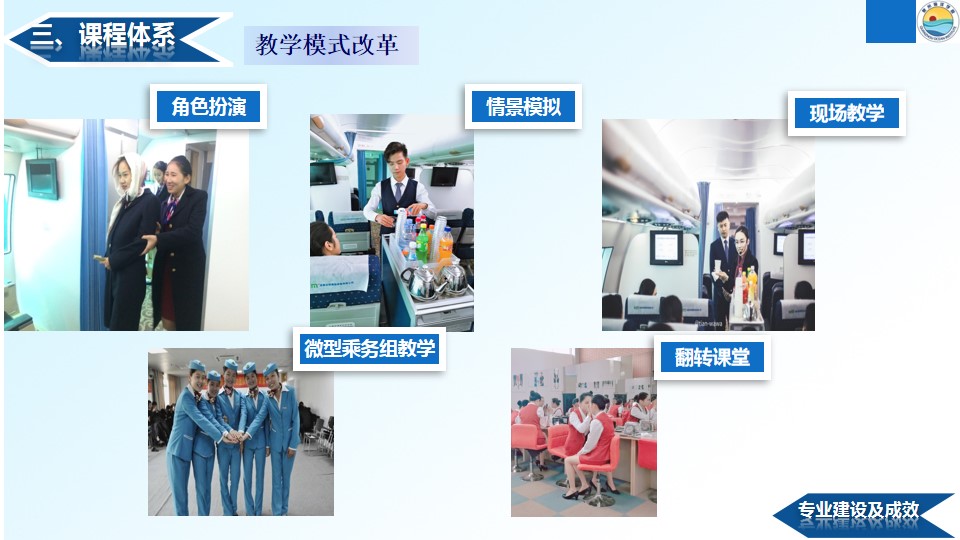 三、课程体系
教学模式改革
角色扮演
情景模拟
现场教学
微型乘务组教学
翻转课堂
专业建设及成效